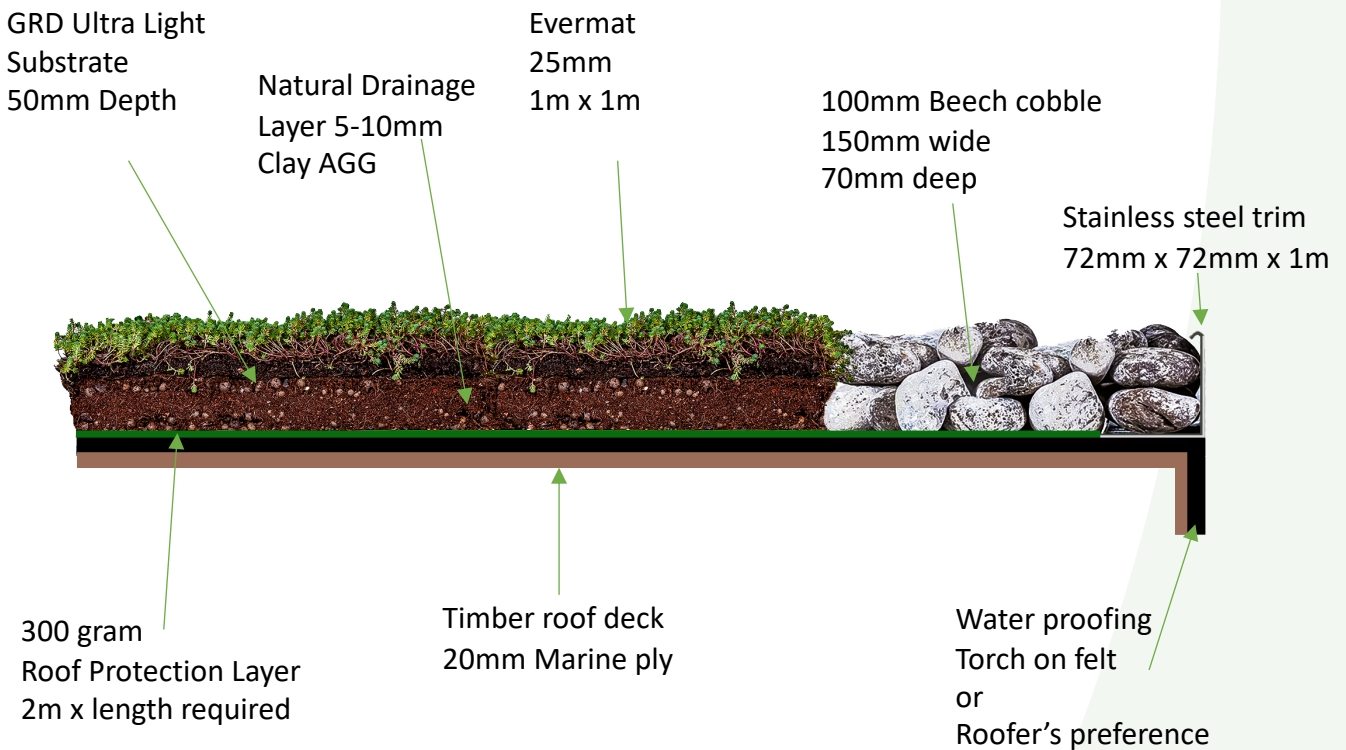 GRD Ultra Light
Substrate
50mm Depth
Natural Drainage
Layer 5-10mm
Clay AGG
Evermat
25mm
1m x 1m
100mm Beech cobble
150mm wide
70mm deep
Stainless steel trim
72mm x 72mm x 1m
300 gram
Roof Protection Layer
2m x length required
Timber roof deck
20mm Marine ply
Water proofing
Torch on felt
or
Roofer's preference